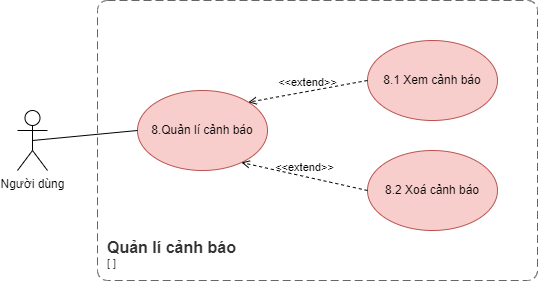 8.1 Xem cảnh báo
<<extend>>
8.Quản lí cảnh báo
<<extend>>
8.2 Xoá cảnh báo
Người dùng
Quản lí cảnh báo
[ ]